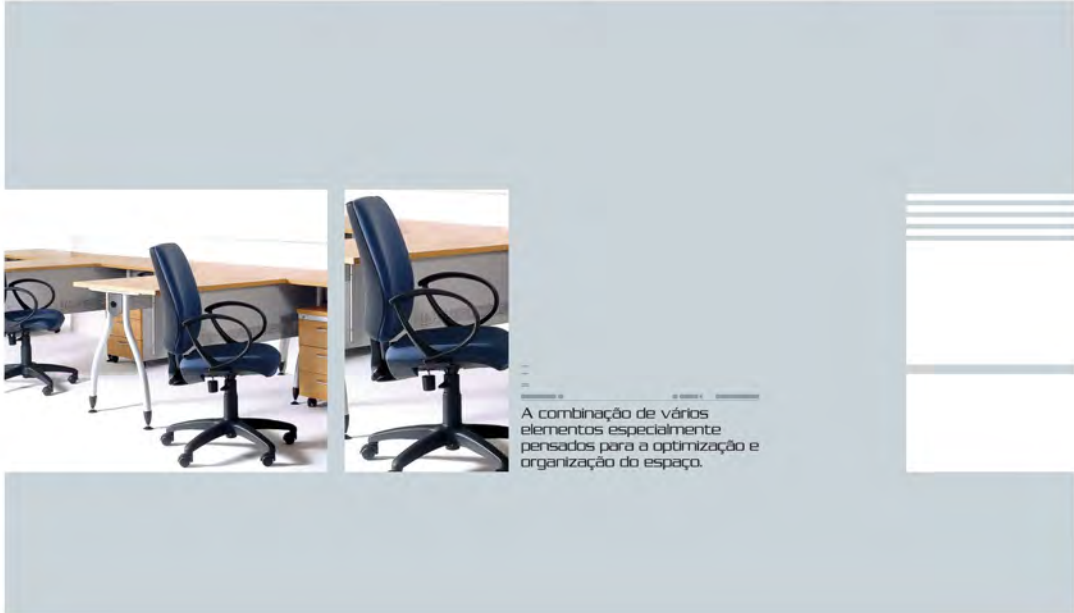 A combinação de vários
elementos especialmente
pensados para a optimização e
organização do espaço.